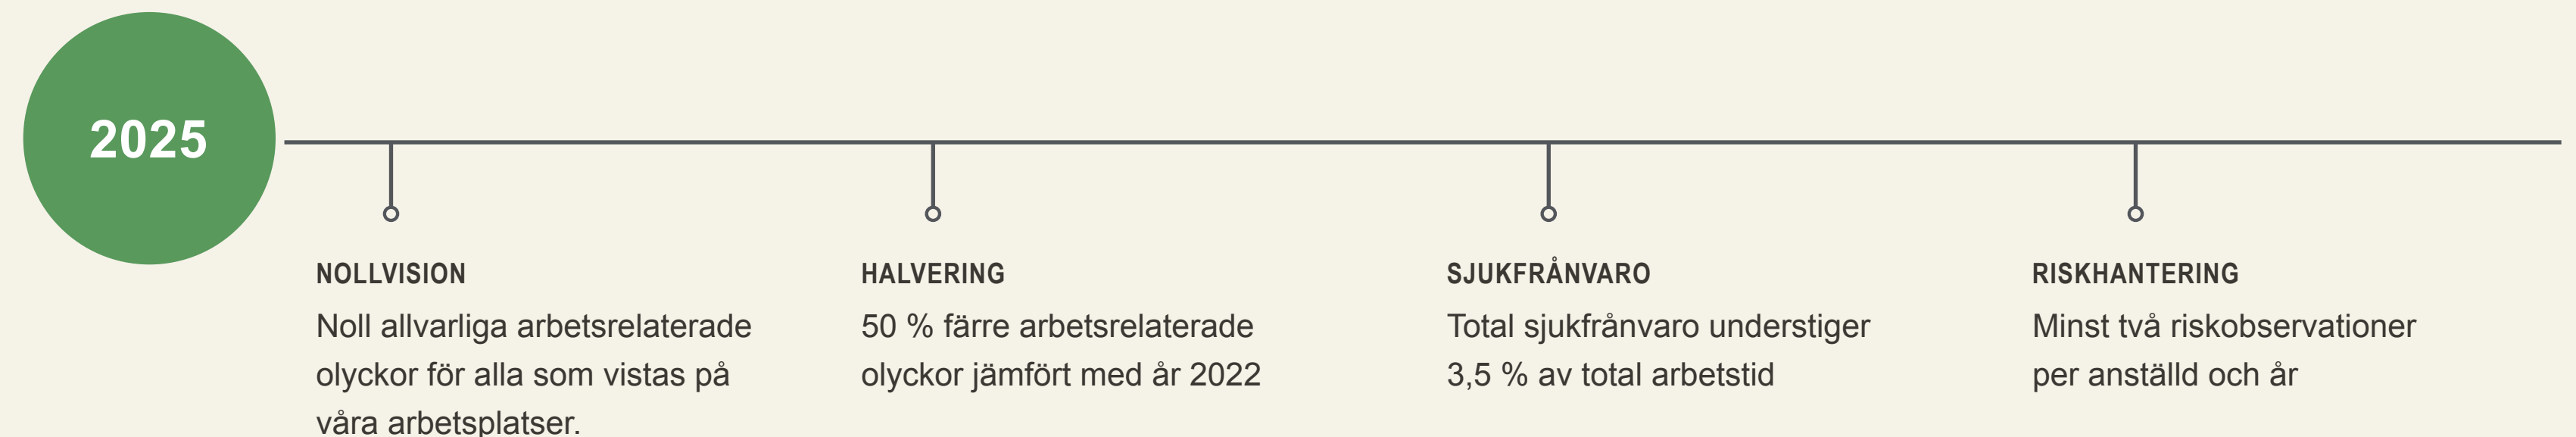 2025
NOLLVISION
Noll allvarliga arbetsrelaterade
olyckor för alla som vistas på
våra arbetsplatser.
HALVERING
50 % färre arbetsrelaterade
olyckor jämfört med år 2022
SJUKFRÅNVARO
Total sjukfrånvaro understiger
3,5 % av total arbetstid
RISKHANTERING
Minst två riskobservationer
per anställd och år